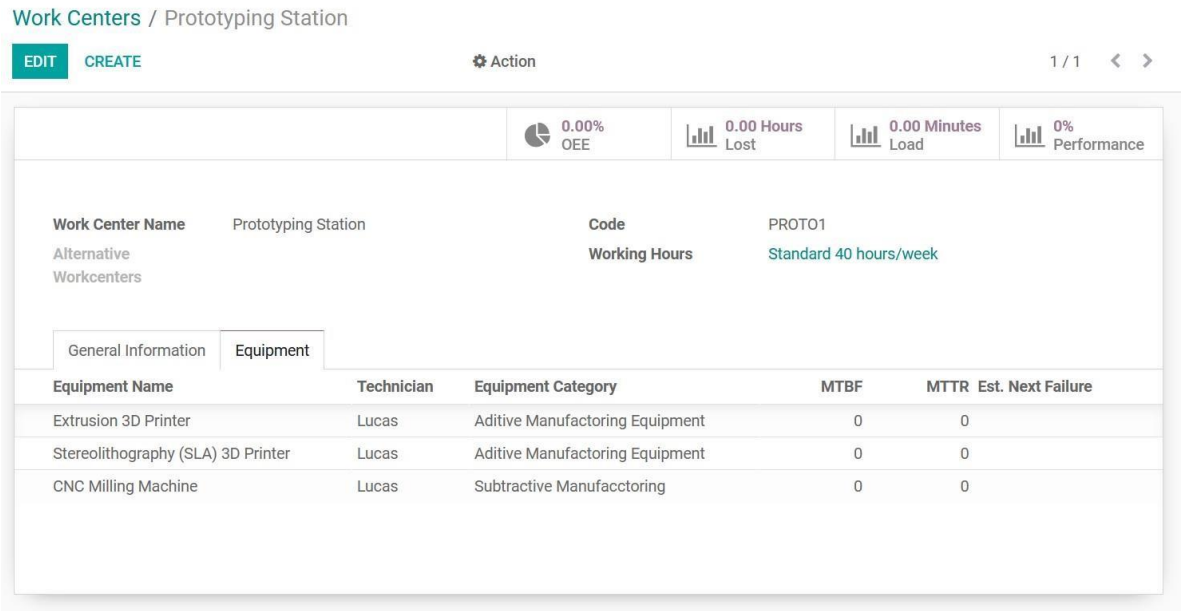 Work Centers / Prototyping Station
EDIT CREATE Action 1 / 1
0.00% OEE
0.00 Hours Lost
0.00 Minutes Load
0% Performance
Work Center Name Prototyping Station Code PROTO1
Alternative Workcenters Working Hours Standard 40 hours/week
General Information Equipment
Equipment Name Technician Equipment Category MTBF MTTR Est. Next Failure
Extrusion 3D Printer Lucas Aditive Manufactoring Equipment 0 0
Stereolithography (SLA) 3D Printer Lucas Aditive Manufactoring Equipment 0 0
CNC Milling Machine Lucas Subtractive Manufacctoring 0 0